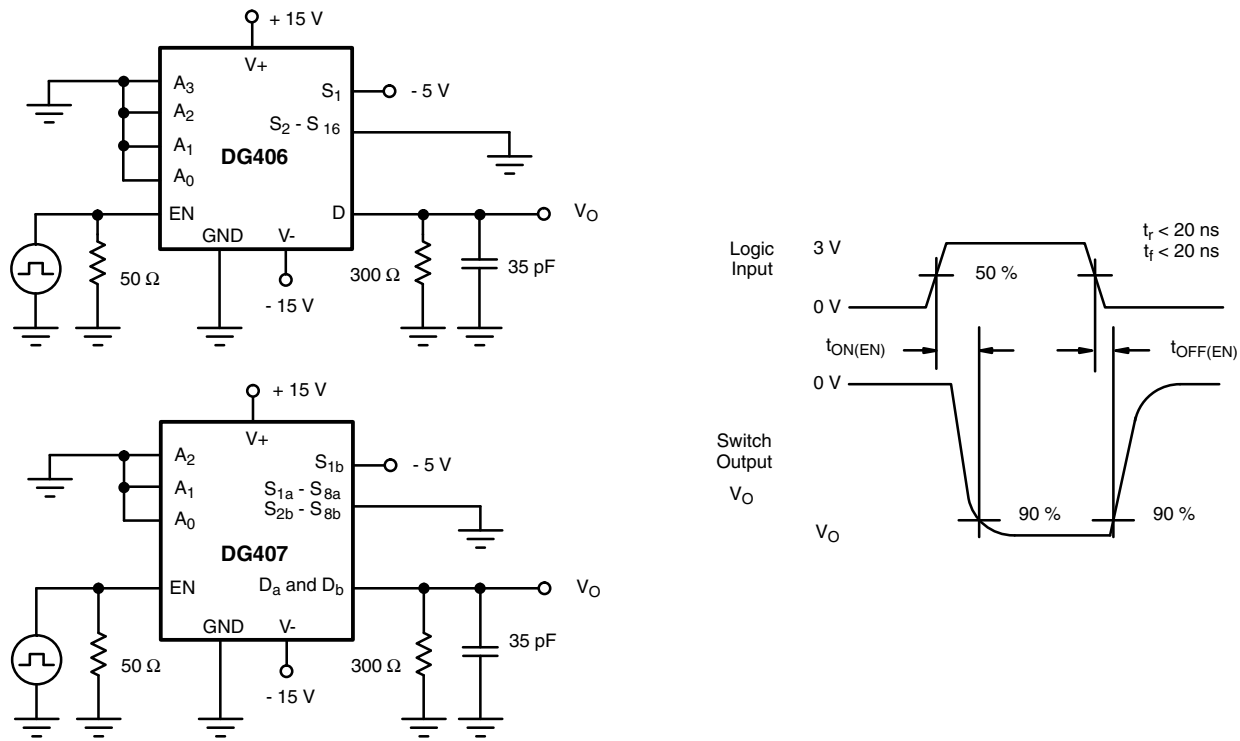 + 15 V
V+
A3
A2
A1
A0
S1
- 5 V
S2 - S 16
DG406
EN
D
VO
GND
V-
50 Ω
- 15 V
300 Ω
35 pF
+ 15 V
V+
A2
A1
A0
S1b
- 5 V
S1a - S8a
S2b - S8b
DG407
EN
Da and Db
VO
GND
V-
50 Ω
- 15 V
300 Ω
35 pF
Logic
Input
3 V
50 %
0 V
tr < 20 ns
tf < 20 ns
tON(EN)
tOFF(EN)
0 V
Switch
Output
VO
VO
90 %
90 %